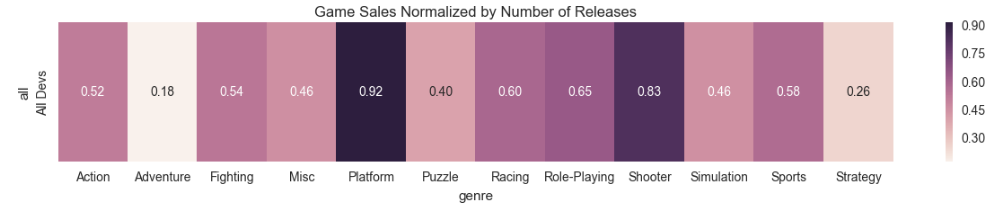 Game Sales Normalized by Number of Releases
all
All Devs
0.52 0.18 0.54 0.46 0.92 0.40 0.60 0.65 0.83 0.46 0.58 0.26
Action Adventure Fighting Misc Platform Puzzle Racing Role-Playing Shooter Simulation Sports Strategy
genre
0.90
0.75
0.60
0.45
0.30